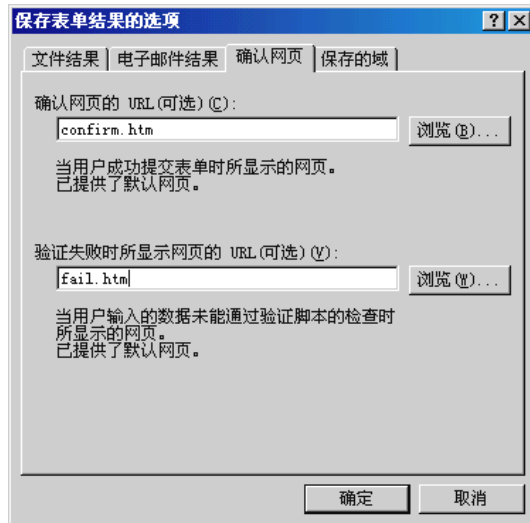 保存表单结果的选项
文件结果 电子邮件结果 确认网页 保存的域
确认网页的 URL(可选)(C):
confirm.htm 浏览(B)...
当用户成功提交表单时所显示的网页。
已提供了默认网页。
验证失败时所显示网页的 URL(可选)(V):
fail.htm 浏览(W)...
当用户输入的数据未能通过验证脚本的检查时
所显示的网页。
已提供了默认网页。
确定 取消